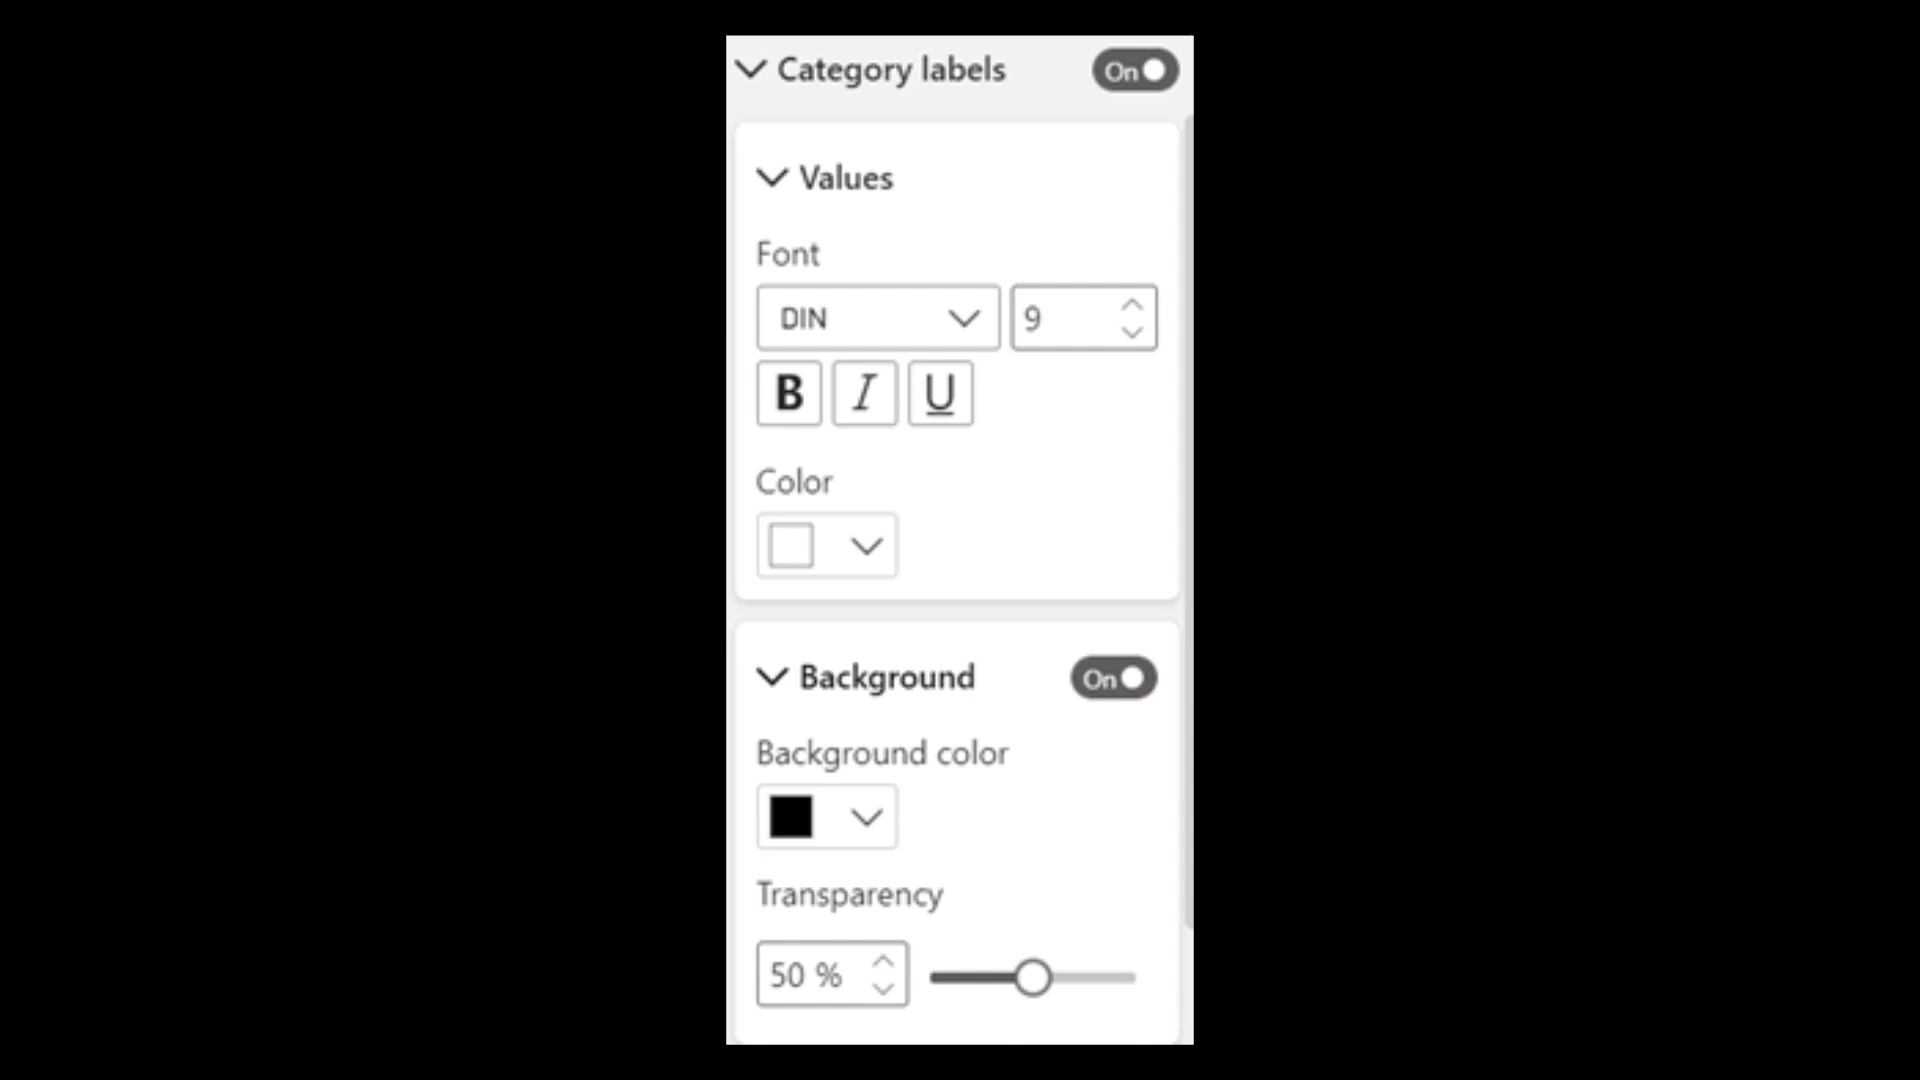 Category labels On
Values
Font
DIN 9
B I U
Color
Background On
Background color
Transparency
50 %